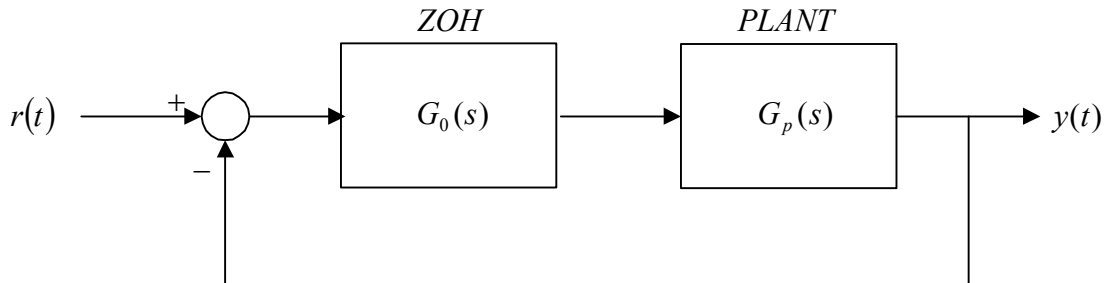 ZOH PLANT
r(t) + G₀(s) Gₚ(s) y(t)
−